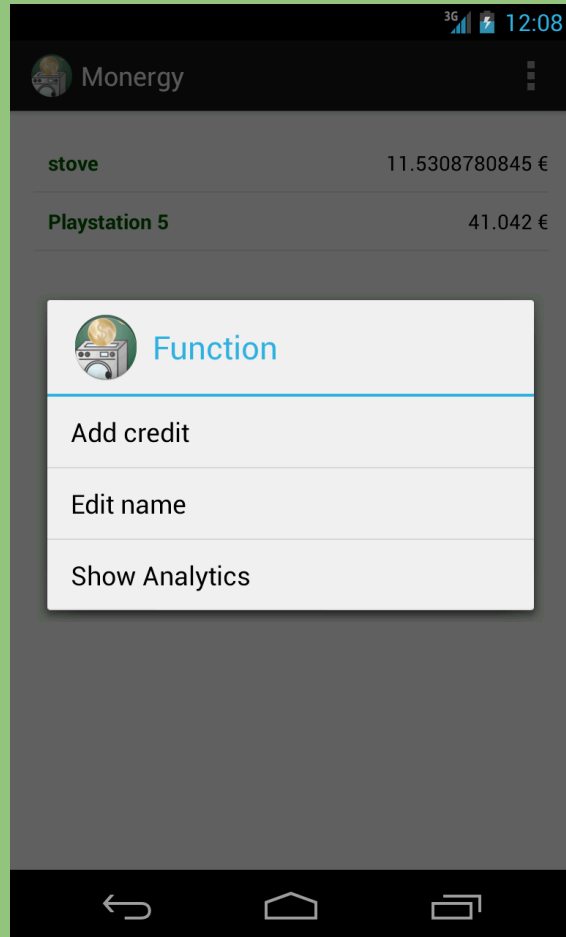 3G 12:08
Monergy
stove 11.5308780845 €
Playstation 5 41.042 €
Function
Add credit
Edit name
Show Analytics